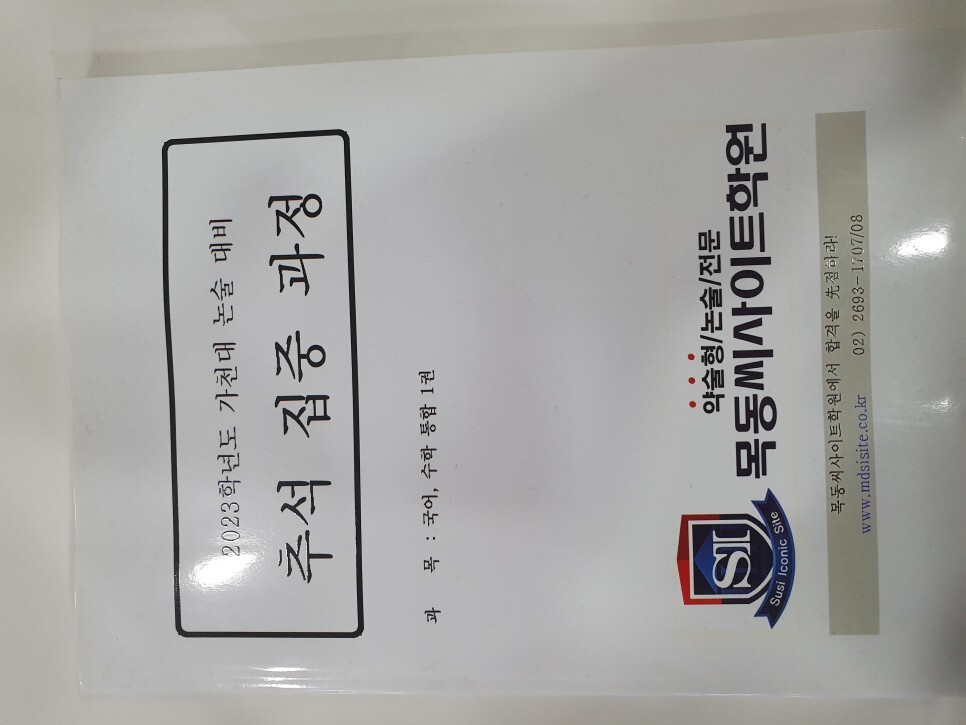 2023학년도 가천대 논술 대비
추석 집중 과정
과 목 : 국어, 수학 통합 1권
SI
Susi Iconic Site
약술형/논술/전문
목동씨사이트학원
목동씨사이트학원에서 합격을 先점하라!
www.mdsisite.co.kr 02) 2693-1707/08